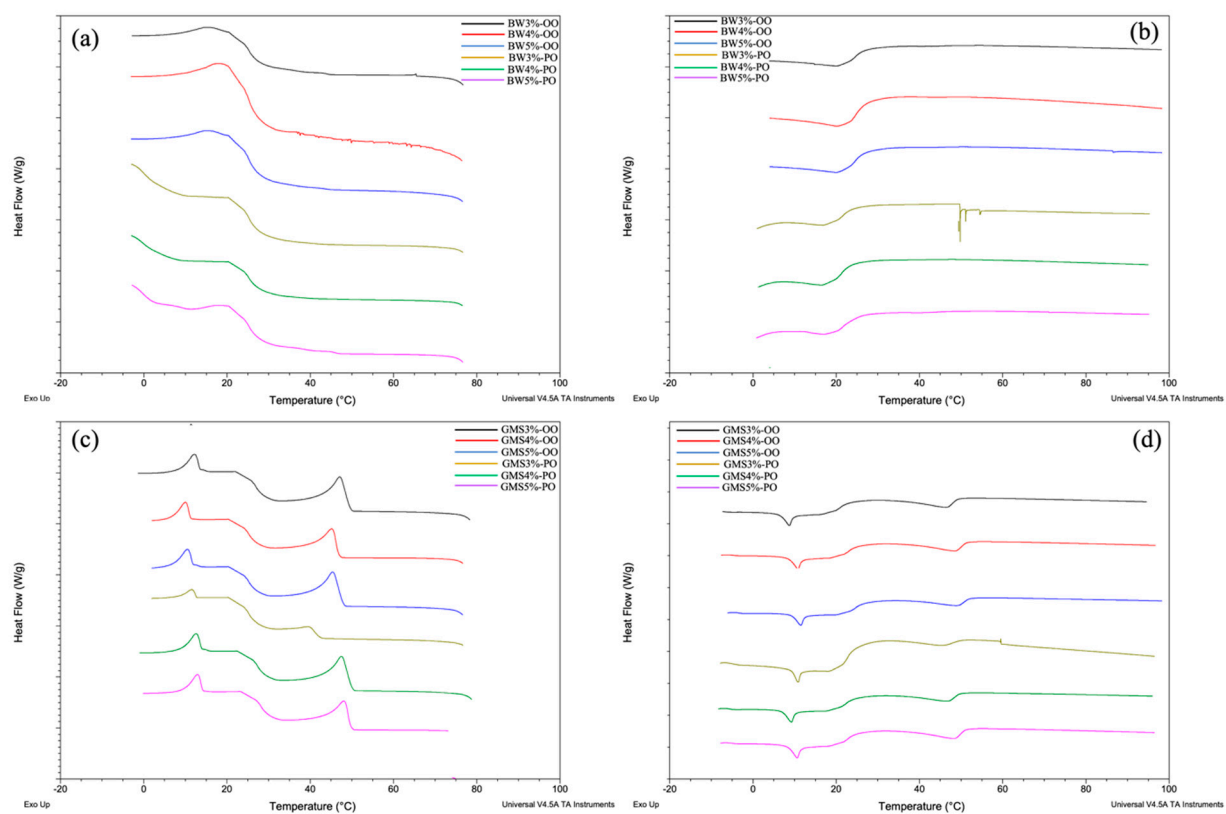 (a)
BW3%-OO
BW4%-OO
BW5%-OO
BW3%-PO
BW4%-PO
BW5%-PO
Heat Flow (W/g)
-20 0 20 40 60 80 100
Exo Up
Temperature (°C)
Universal V4.5A TA Instruments
(b)
BW3%-OO
BW4%-OO
BW5%-OO
BW3%-PO
BW4%-PO
BW5%-PO
Heat Flow (W/g)
-20 0 20 40 60 80 100
Exo Up
Temperature (°C)
Universal V4.5A TA Instruments
(c)
GMS3%-OO
GMS4%-OO
GMS5%-OO
GMS3%-PO
GMS4%-PO
GMS5%-PO
Heat Flow (W/g)
-20 0 20 40 60 80 100
Exo Up
Temperature (°C)
Universal V4.5A TA Instruments
(d)
GMS3%-OO
GMS4%-OO
GMS5%-OO
GMS3%-PO
GMS4%-PO
GMS5%-PO
Heat Flow (W/g)
-20 0 20 40 60 80 100
Exo Up
Temperature (°C)
Universal V4.5A TA Instruments